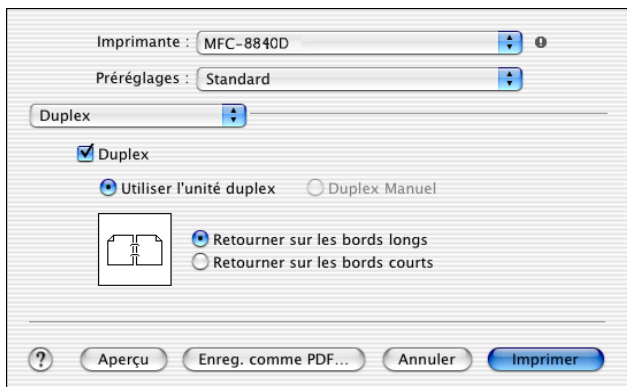 Imprimante : MFC-8840D
Préréglages : Standard
Duplex
Duplex
Utiliser l'unité duplex Duplex Manuel
Retourner sur les bords longs
Retourner sur les bords courts
? Aperçu Enreg. comme PDF... Annuler Imprimer